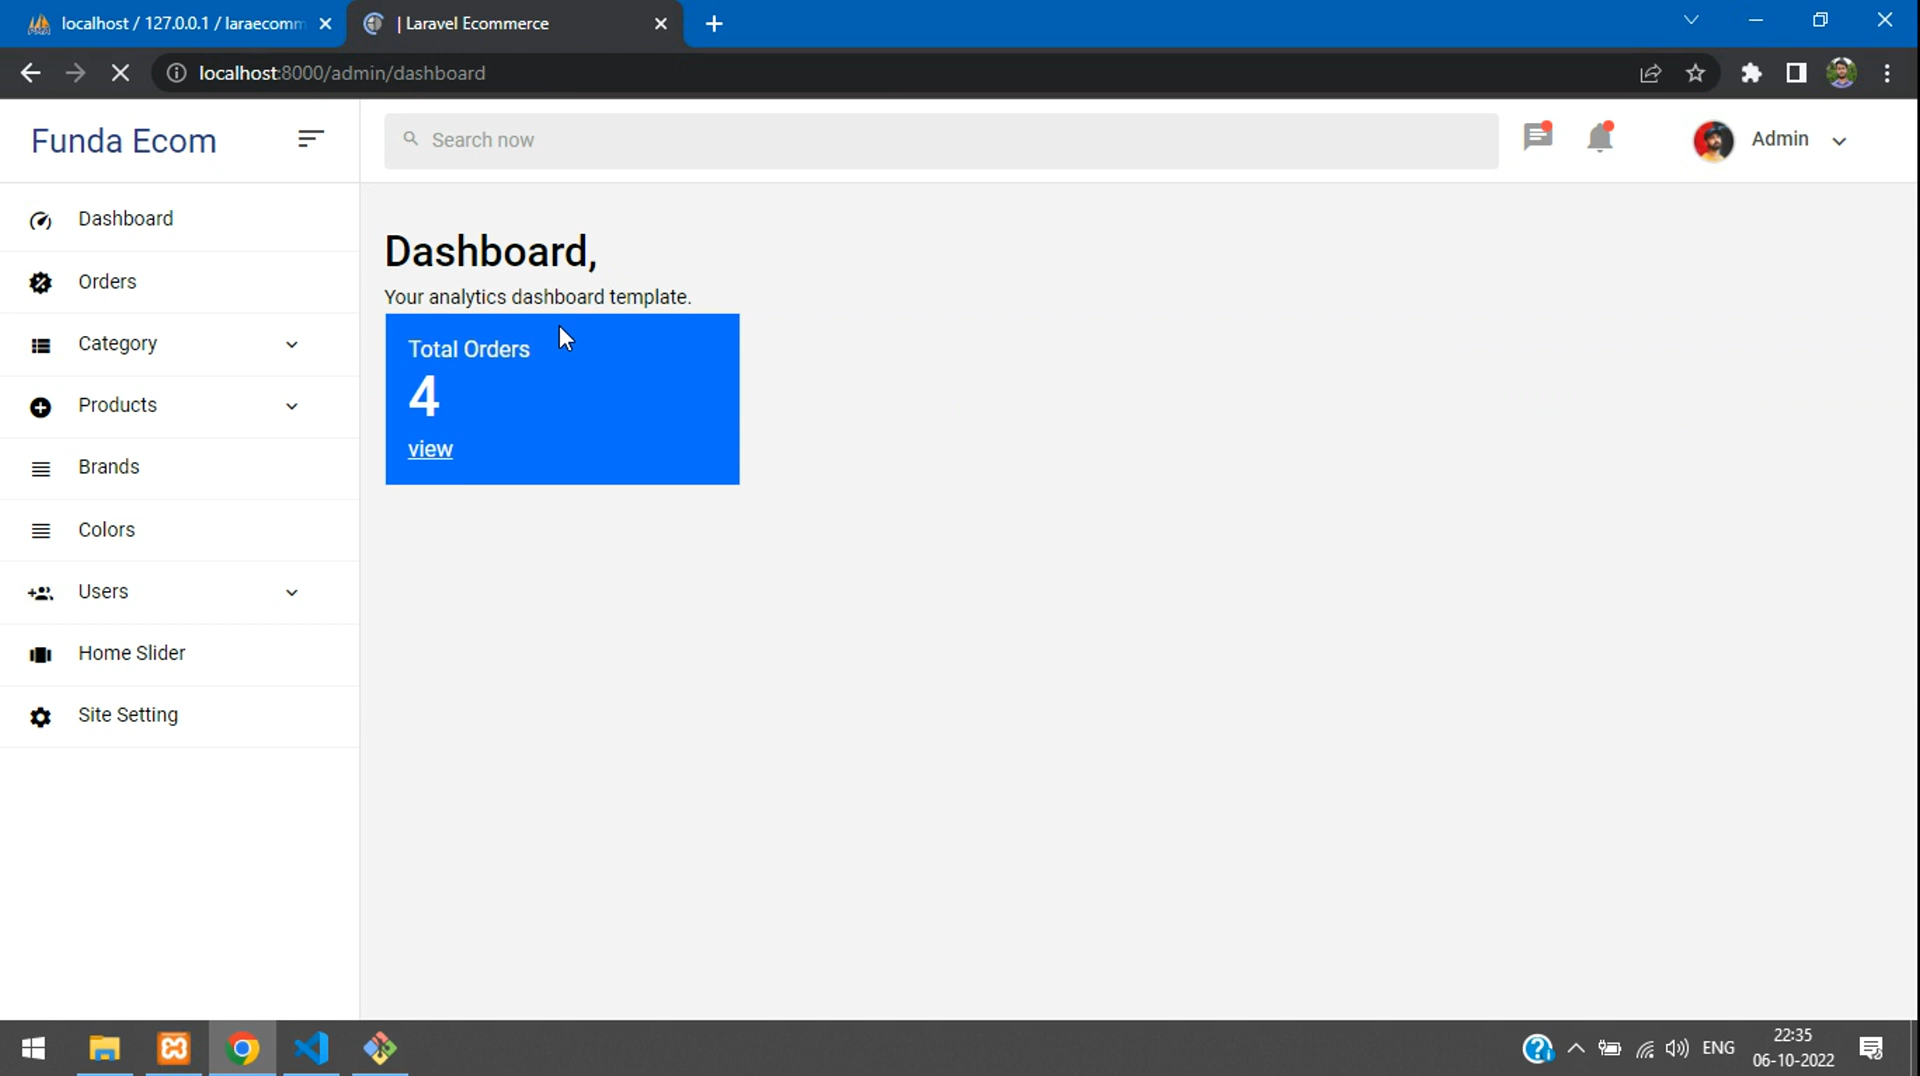 localhost / 127.0.0.1 / laraecomm
| Laravel Ecommerce
localhost:8000/admin/dashboard
Funda Ecom
Search now
Admin
Dashboard
Orders
Category
Products
Brands
Colors
Users
Home Slider
Site Setting
Dashboard,
Your analytics dashboard template.
Total Orders
4
view
ENG
22:35
06-10-2022